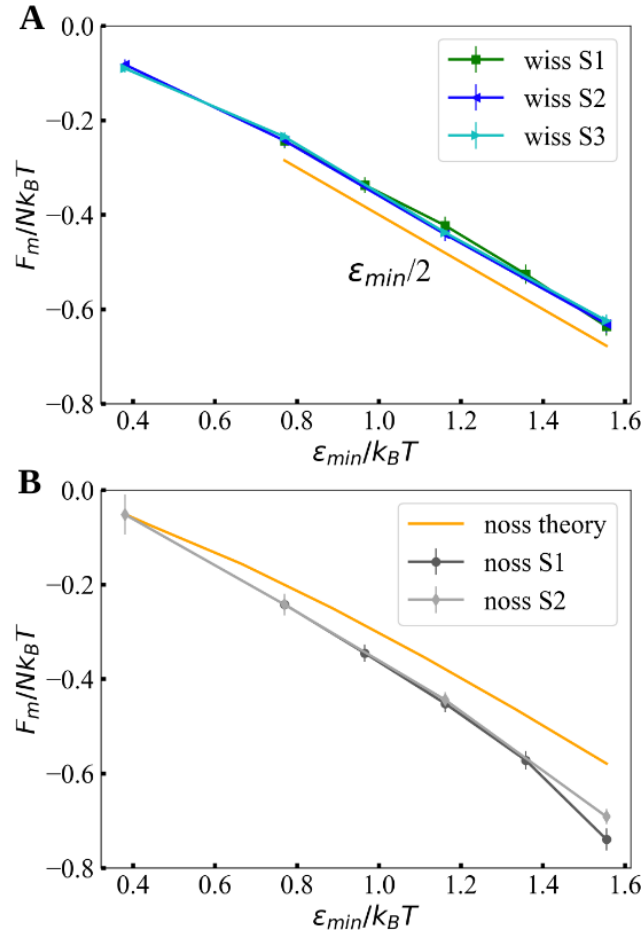 A
0.0
−0.2
−0.4
−0.6
−0.8
F_m/Nk_BT
wiss S1
wiss S2
wiss S3
ε_min/2
0.4 0.6 0.8 1.0 1.2 1.4 1.6
ε_min/k_BT
B
0.0
−0.2
−0.4
−0.6
−0.8
F_m/Nk_BT
noss theory
noss S1
noss S2
0.4 0.6 0.8 1.0 1.2 1.4 1.6
ε_min/k_BT